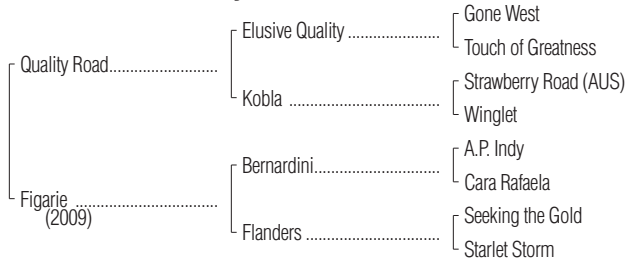 Gone West
Elusive Quality ....................
Touch of Greatness
Quality Road.......................
Strawberry Road (AUS)
Kobla .................................
Winglet
A.P. Indy
Bernardini...........................
Cara Rafaela
Figarie ..............................
(2009)
Seeking the Gold
Flanders .............................
Starlet Storm